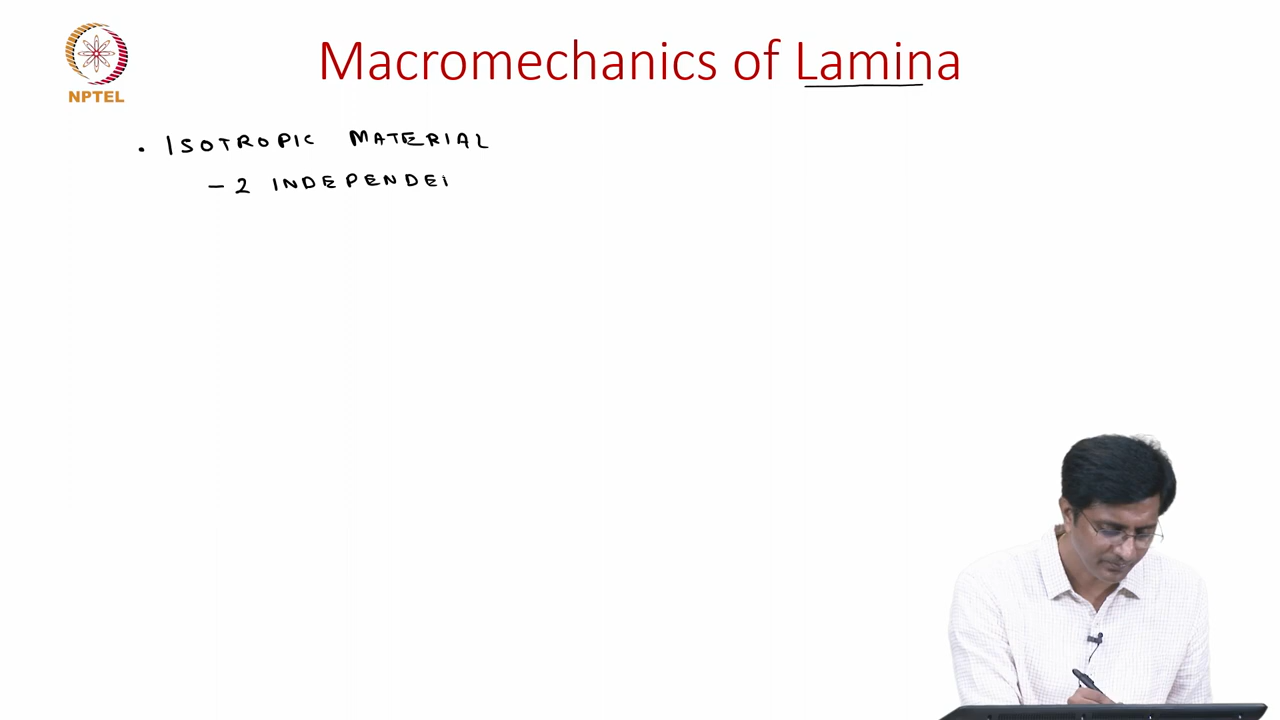 NPTEL
Macromechanics of Lamina
• ISOTROPIC MATERIAL
- 2 INDEPENDEI